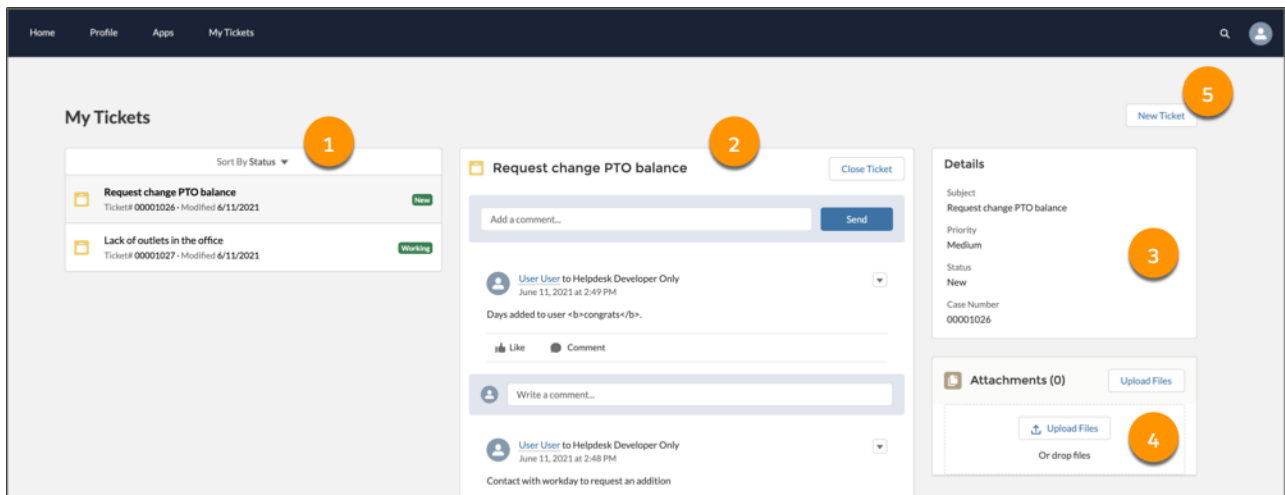 Home Profile Apps My Tickets
5
My Tickets
New Ticket
1
Sort By Status
Request change PTO balance
Ticket# 00001026 • Modified 6/11/2021
New
Lack of outlets in the office
Ticket# 00001027 • Modified 6/11/2021
Working
2
Request change PTO balance
Close Ticket
Add a comment...
Send
User User to Helpdesk Developer Only
June 11, 2021 at 2:49 PM
Days added to user <b>congrats</b>.
Like Comment
Write a comment...
User User to Helpdesk Developer Only
June 11, 2021 at 2:48 PM
Contact with workday to request an addition
Details
Subject
Request change PTO balance
Priority
Medium
3
Status
New
Case Number
00001026
Attachments (0)
Upload Files
Upload Files
4
Or drop files